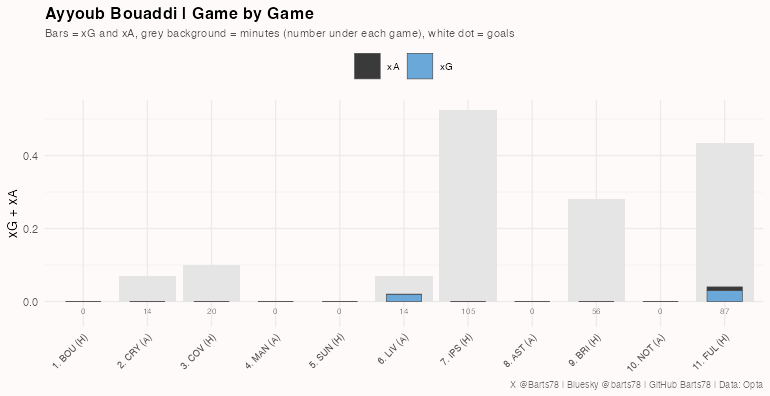 Ayyoub Bouaddi | Game by Game
Bars = xG and xA, grey background = minutes (number under each game), white dot = goals
xA xG
xG + xA
0.4
0.2
0.0
0 14 20 0 0 14 105 0 56 0 87
1. BOU (H)
2. CRY (A)
3. COV (H)
4. MAN (A)
5. SUN (H)
6. LIV (A)
7. IPS (H)
8. AST (A)
9. BRI (H)
10. NOT (A)
11. FUL (H)
X @Barts78 | Bluesky @barts78 | GitHub Barts78 | Data: Opta